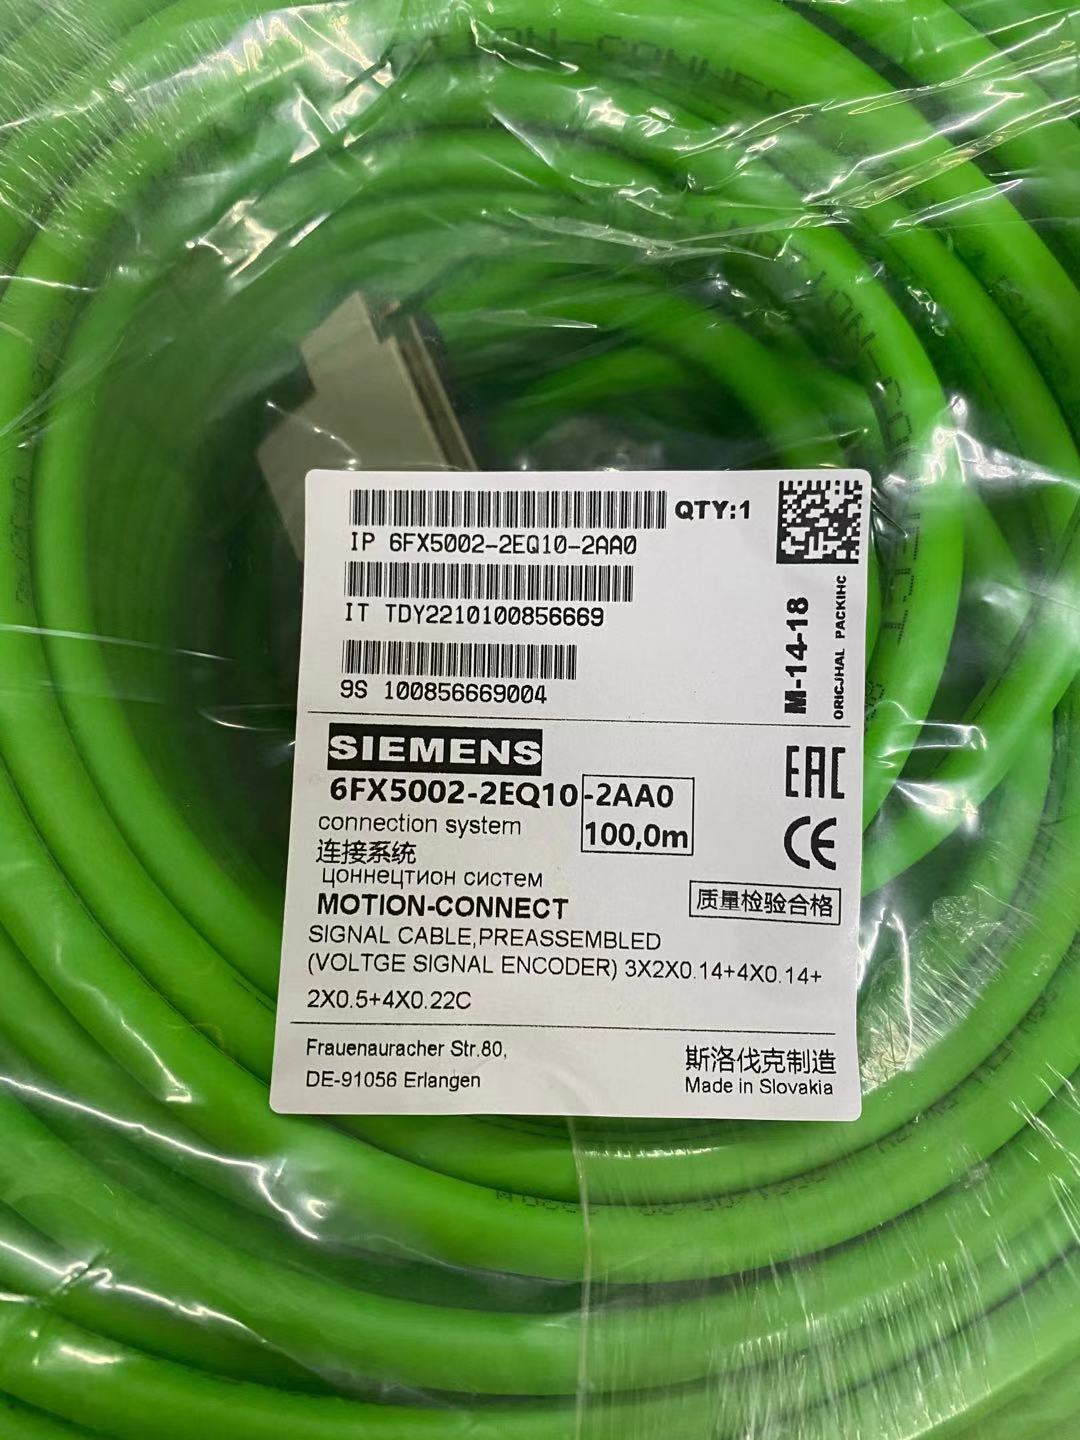 QTY:1
IP 6FX5002-2EQ10-2AA0
IT TDY2210100856669
9S 100856669004
M-14-18
ORICJHAL PACKIHC
SIEMENS
6FX5002-2EQ10-2AA0
100,0m
EAC
CE
connection system
连接系统
цоннецтион систем
MOTION-CONNECT
质量检验合格
SIGNAL CABLE,PREASSEMBLED
(VOLTGE SIGNAL ENCODER) 3X2X0.14+4X0.14+
2X0.5+4X0.22C
Frauenauracher Str.80,
DE-91056 Erlangen
斯洛伐克制造
Made in Slovakia